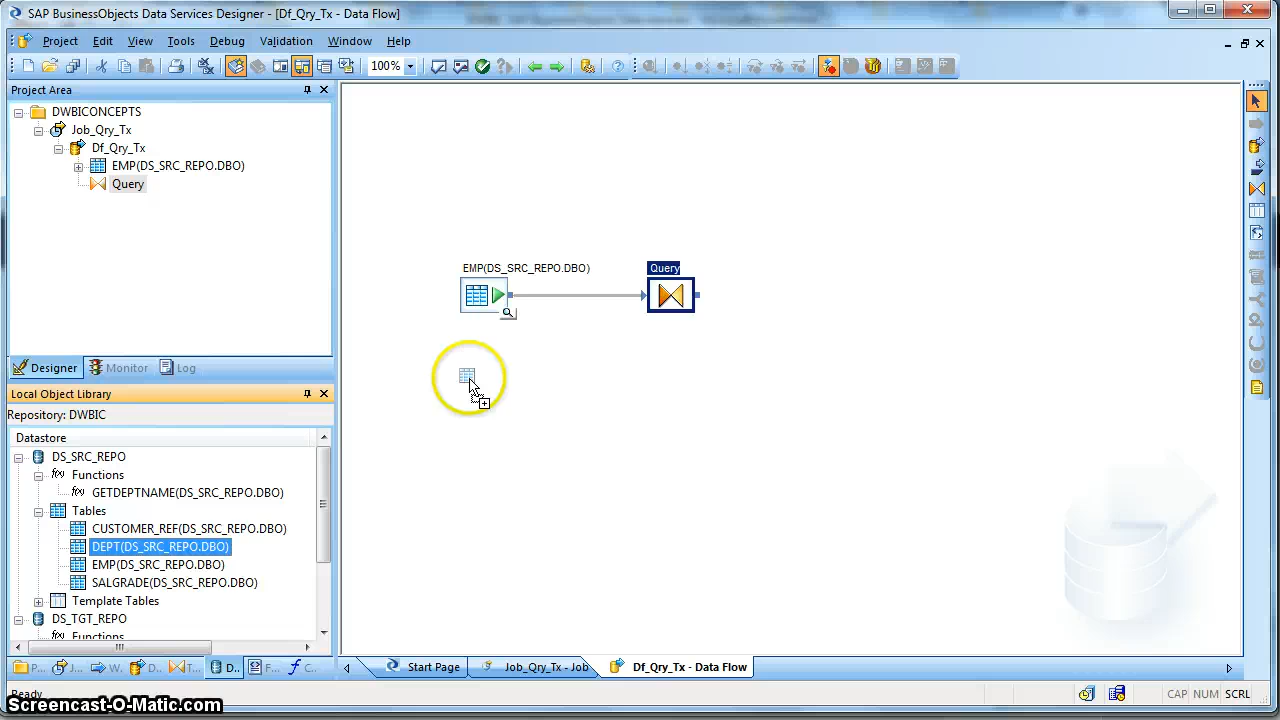 SAP BusinessObjects Data Services Designer - [Df_Qry_Tx - Data Flow]
Project Edit View Tools Debug Validation Window Help
100%
Project Area
DWBICONCEPTS
Job_Qry_Tx
Df_Qry_Tx
EMP(DS_SRC_REPO.DBO)
Query
EMP(DS_SRC_REPO.DBO)
Query
Designer Monitor Log
Local Object Library
Repository: DWBIC
Datastore
DS_SRC_REPO
Functions
GETDEPTNAME(DS_SRC_REPO.DBO)
Tables
CUSTOMER_REF(DS_SRC_REPO.DBO)
DEPT(DS_SRC_REPO.DBO)
EMP(DS_SRC_REPO.DBO)
SALGRADE(DS_SRC_REPO.DBO)
Template Tables
DS_TGT_REPO
Functions
P... J... W... D... T... D... F... C...
Start Page Job_Qry_Tx - Job Df_Qry_Tx - Data Flow
Ready
CAP NUM SCRL
Screencast-O-Matic.com